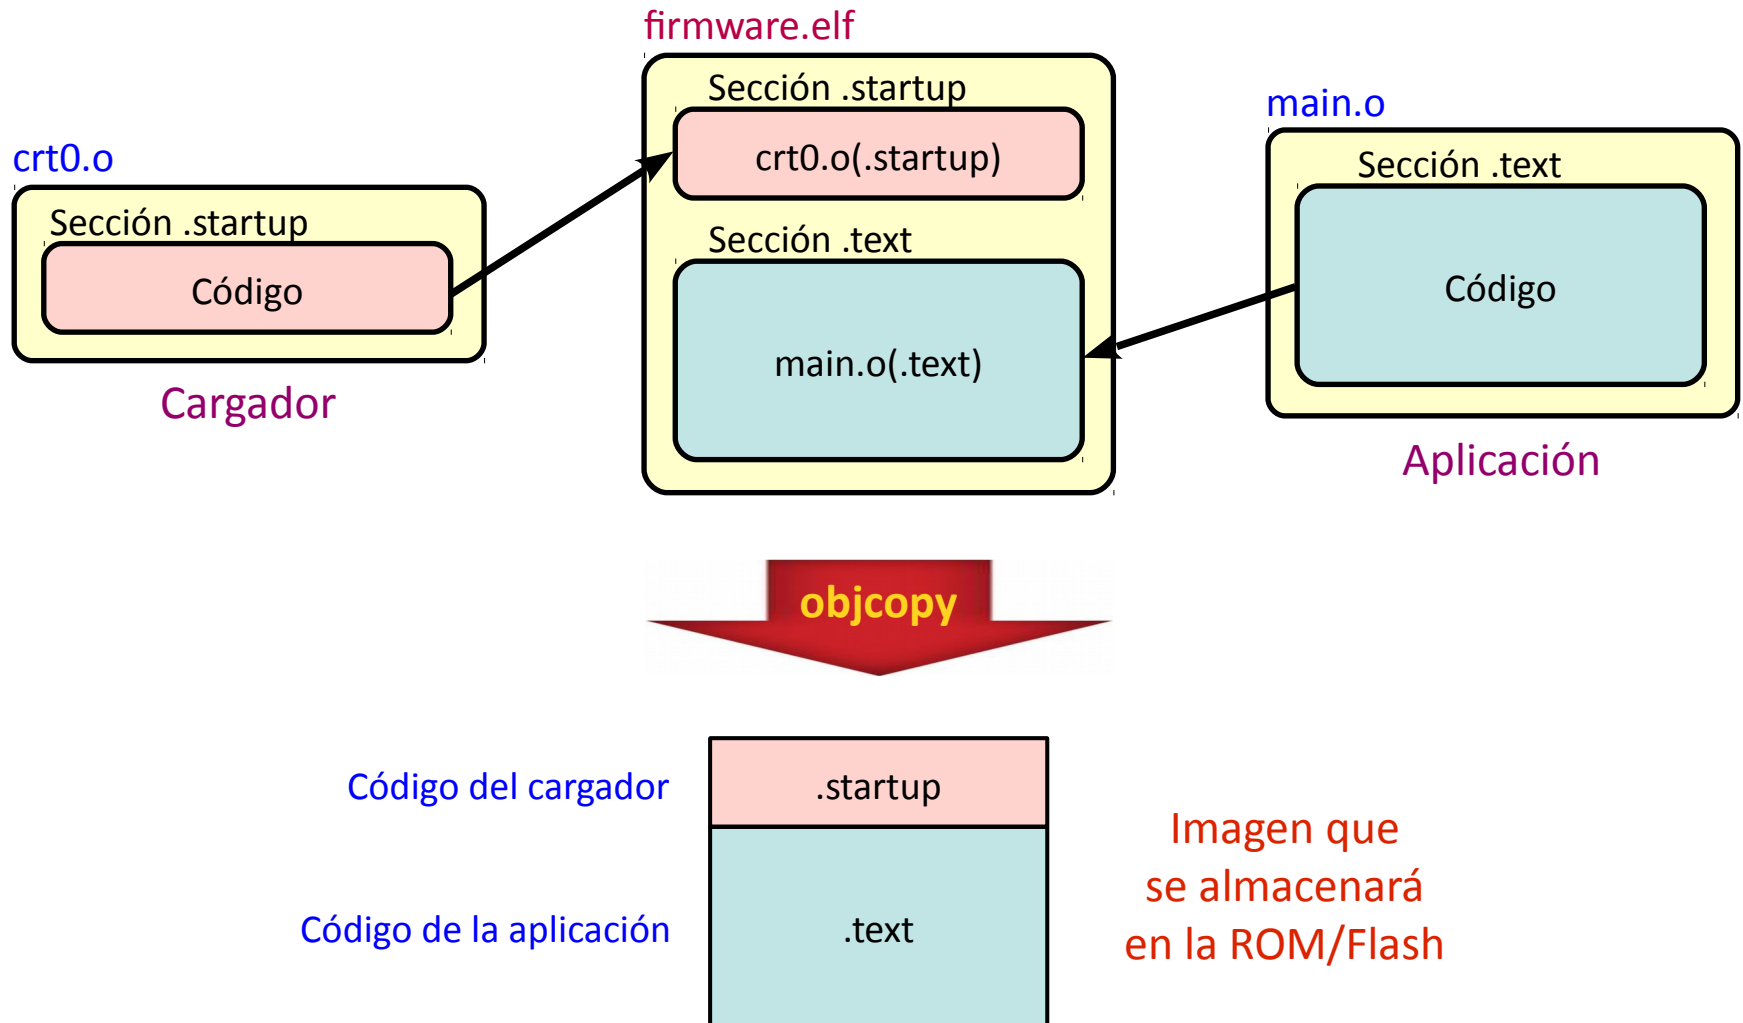 firmware.elf
Sección .startup
crt0.o(.startup)
Sección .text
main.o(.text)
crt0.o
Sección .startup
Código
Cargador
main.o
Sección .text
Código
Aplicación
objcopy
Código del cargador
.startup
Código de la aplicación
.text
Imagen que
se almacenará
en la ROM/Flash